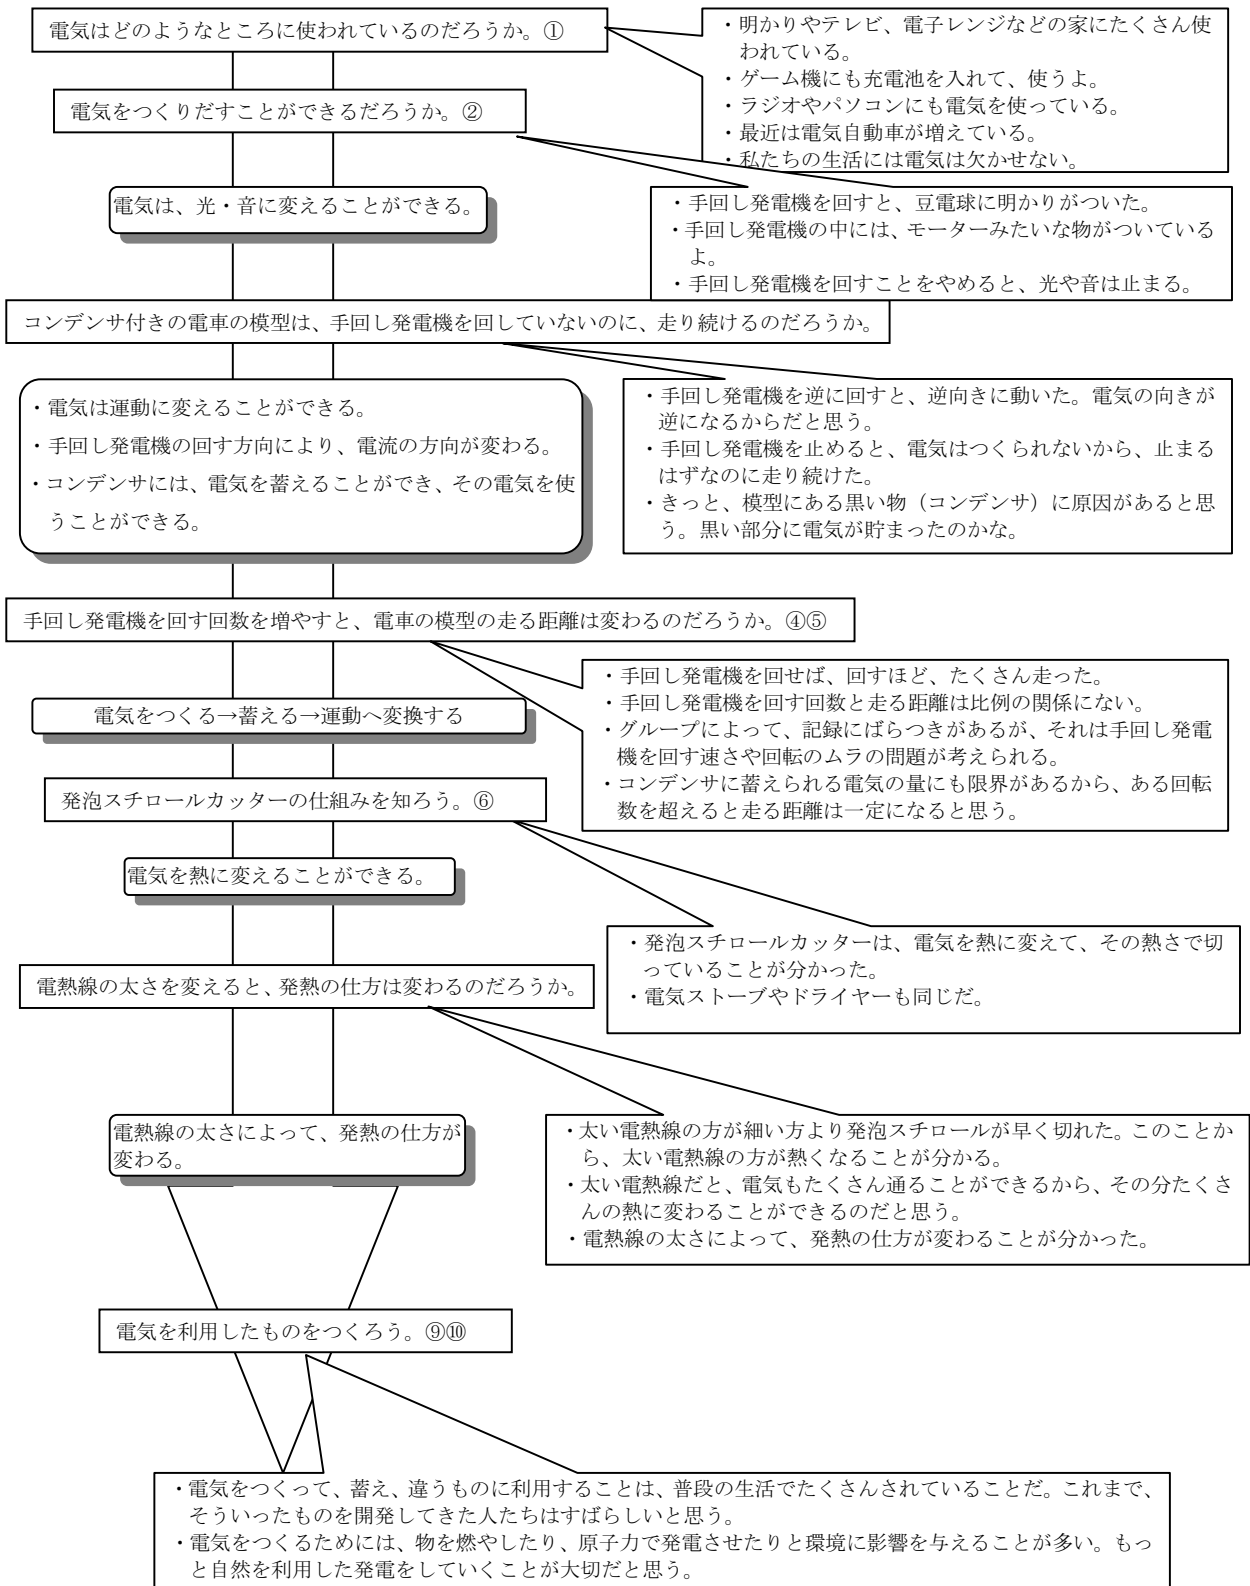 電気はどのようなところに使われているのだろうか。①
・明かりやテレビ、電子レンジなどの家にたくさん使
われている。
・ゲーム機にも充電池を入れて、使うよ。
・ラジオやパソコンにも電気を使っている。
・最近は電気自動車が増えている。
・私たちの生活には電気は欠かせない。
電気をつくりだすことができるだろうか。②
・手回し発電機を回すと、豆電球に明かりがついた。
・手回し発電機の中には、モーターみたいな物がついている
よ。
・手回し発電機を回すことをやめると、光や音は止まる。
電気は、光・音に変えることができる。
コンデンサ付きの電車の模型は、手回し発電機を回していないのに、走り続けるのだろうか。
・手回し発電機を逆に回すと、逆向きに動いた。電気の向きが
逆になるからだと思う。
・手回し発電機を止めると、電気はつくられないから、止まる
はずなのに走り続けた。
・きっと、模型にある黒い物（コンデンサ）に原因があると思
う。黒い部分に電気が貯まったのかな。
・電気は運動に変えることができる。
・手回し発電機の回す方向により、電流の方向が変わる。
・コンデンサには、電気を蓄えることができ、その電気を使
うことができる。
手回し発電機を回す回数を増やすと、電車の模型の走る距離は変わるのだろうか。④⑤
・手回し発電機を回せば、回すほど、たくさん走った。
・手回し発電機を回す回数と走る距離は比例の関係にない。
・グループによって、記録にばらつきがあるが、それは手回し発電
機を回す速さや回転のムラの問題が考えられる。
・コンデンサに蓄えられる電気の量にも限界があるから、ある回転
数を超えると走る距離は一定になると思う。
電気をつくる→蓄える→運動へ変換する
発泡スチロールカッターの仕組みを知ろう。⑥
・発泡スチロールカッターは、電気を熱に変えて、その熱さで切
っていることが分かった。
・電気ストーブやドライヤーも同じだ。
電気を熱に変えることができる。
電熱線の太さを変えると、発熱の仕方は変わるのだろうか。
・太い電熱線の方が細い方より発泡スチロールが早く切れた。このことか
ら、太い電熱線の方が熱くなることが分かる。
・太い電熱線だと、電気もたくさん通ることができるから、その分たくさ
んの熱に変わることができるのだと思う。
・電熱線の太さによって、発熱の仕方が変わることが分かった。
電熱線の太さによって、発熱の仕方が
変わる。
電気を利用したものをつくろう。⑨⑩
・電気をつくって、蓄え、違うものに利用することは、普段の生活でたくさんされていることだ。これまで、
そういったものを開発してきた人たちはすばらしいと思う。
・電気をつくるためには、物を燃やしたり、原子力で発電させたりと環境に影響を与えることが多い。もっ
と自然を利用した発電をしていくことが大切だと思う。